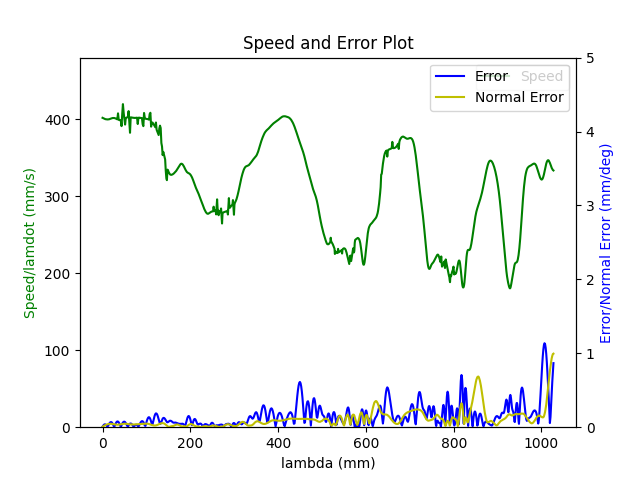 Speed and Error Plot
Error
Speed
Normal Error
Speed/lamdot (mm/s)
400
300
200
100
0
5
4
3
2
1
0
Error/Normal Error (mm/deg)
0 200 400 600 800 1000
lambda (mm)